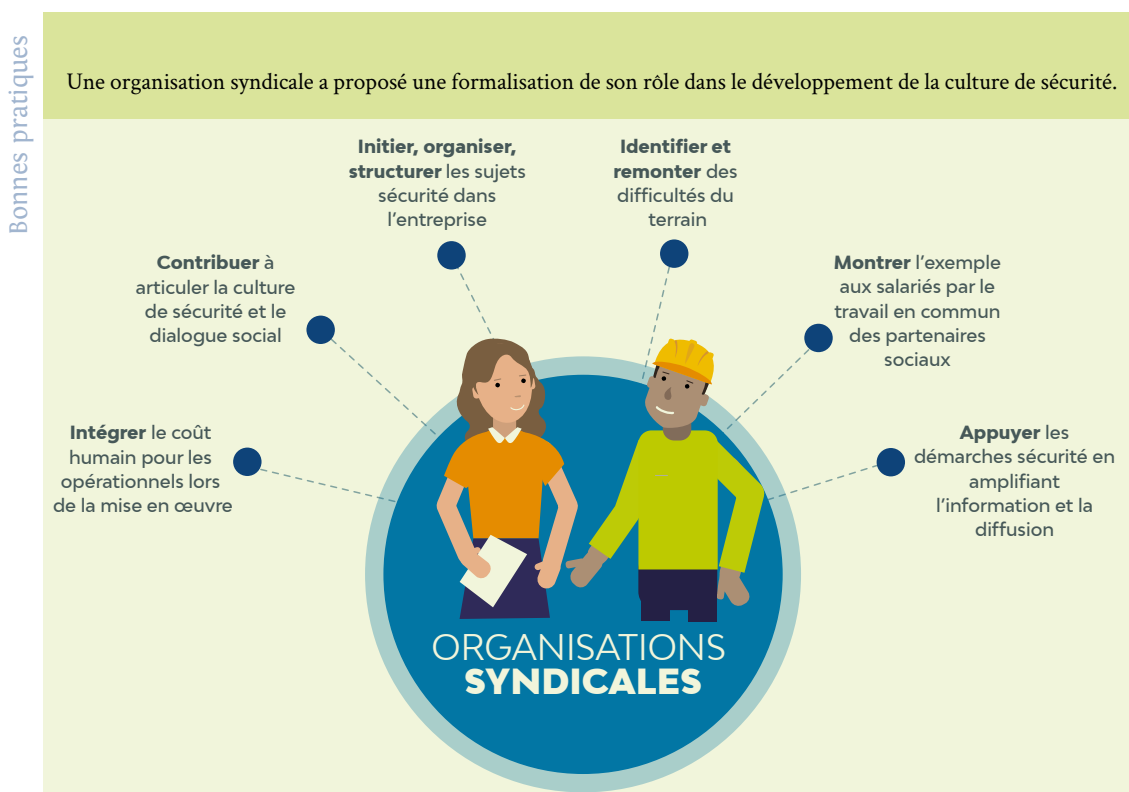 Bonnes pratiques
Une organisation syndicale a proposé une formalisation de son rôle dans le développement de la culture de sécurité.
Intégrer le coût
humain pour les
opérationnels lors
de la mise en œuvre
Contribuer à
articuler la culture
de sécurité et le
dialogue social
Initier, organiser,
structurer les sujets
sécurité dans
l'entreprise
Identifier et
remonter des
difficultés du
terrain
Montrer l'exemple
aux salariés par le
travail en commun
des partenaires
sociaux
Appuyer les
démarches sécurité en
amplifiant
l'information et la
diffusion
ORGANISATIONS
SYNDICALES